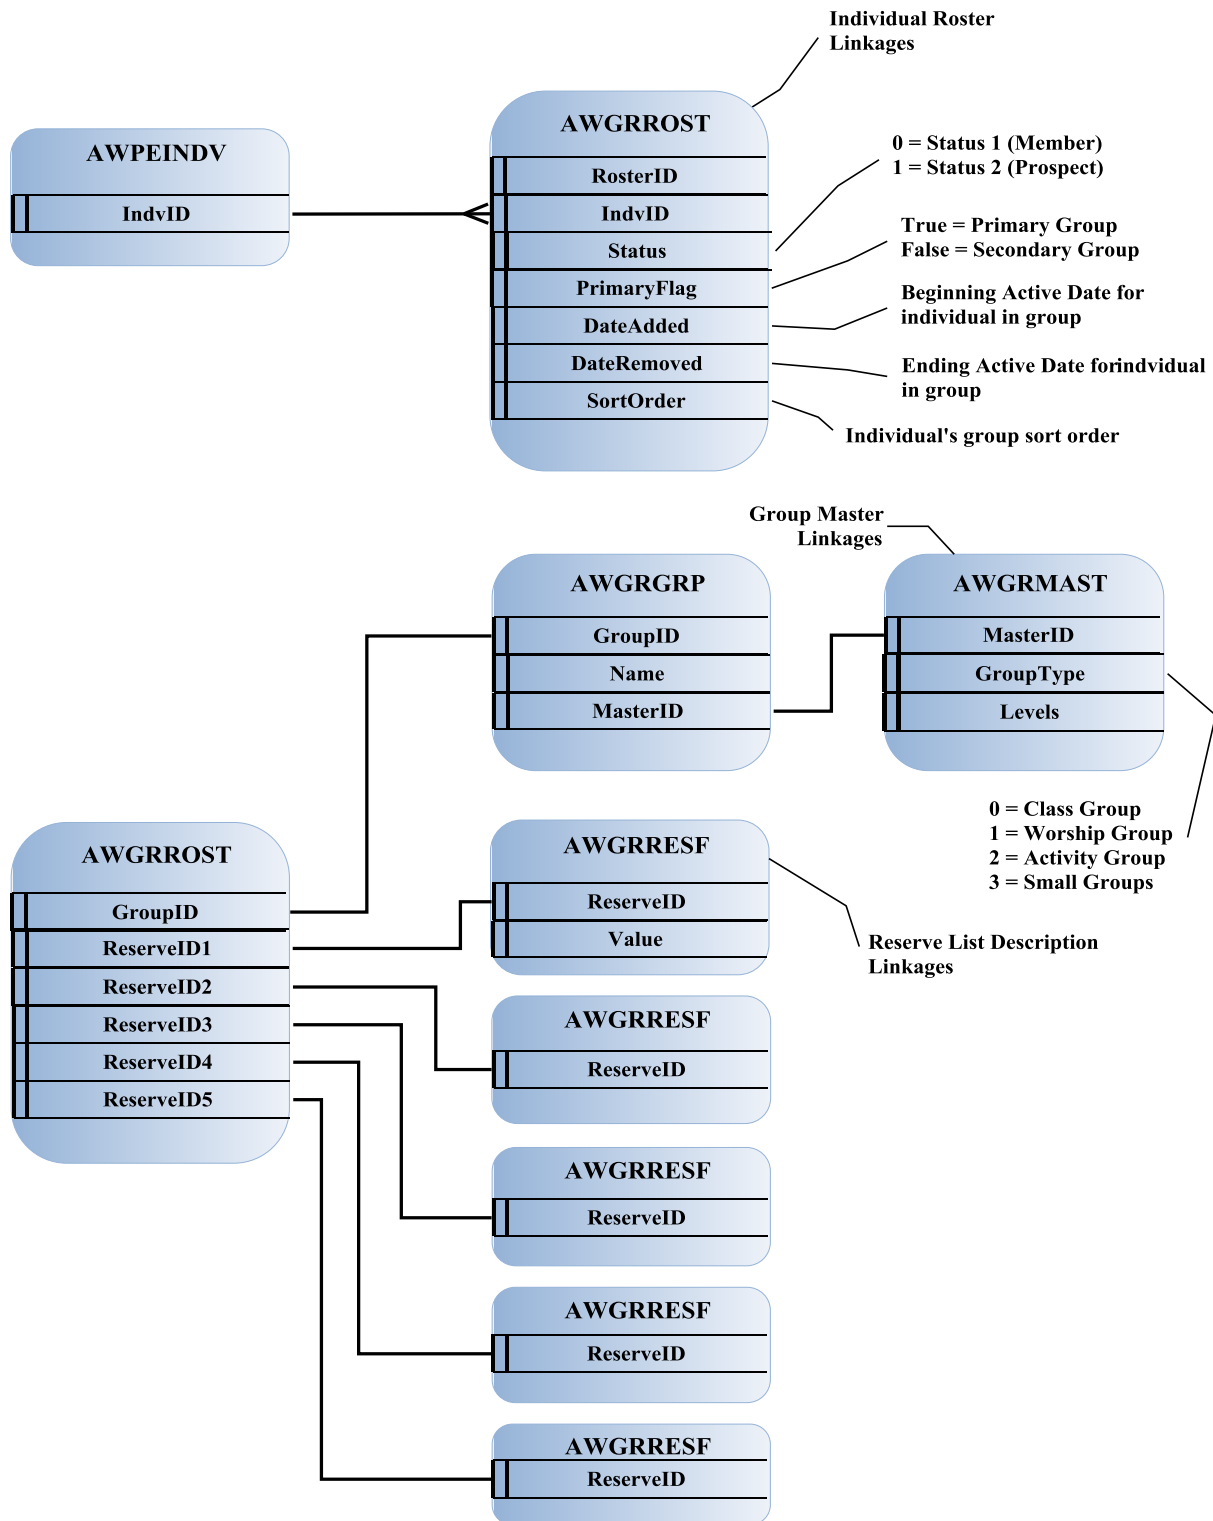 Individual Roster
Linkages
AWPEINDV
IndvID
AWGRROST
RosterID
IndvID
Status
PrimaryFlag
DateAdded
DateRemoved
SortOrder
0 = Status 1 (Member)
1 = Status 2 (Prospect)
True = Primary Group
False = Secondary Group
Beginning Active Date for
individual in group
Ending Active Date forindvidual
in group
Individual's group sort order
Group Master
Linkages
AWGRGRP
GroupID
Name
MasterID
AWGRMAST
MasterID
GroupType
Levels
0 = Class Group
1 = Worship Group
2 = Activity Group
3 = Small Groups
AWGRROST
GroupID
ReserveID1
ReserveID2
ReserveID3
ReserveID4
ReserveID5
AWGRRESF
ReserveID
Value
Reserve List Description
Linkages
AWGRRESF
ReserveID
AWGRRESF
ReserveID
AWGRRESF
ReserveID
AWGRRESF
ReserveID